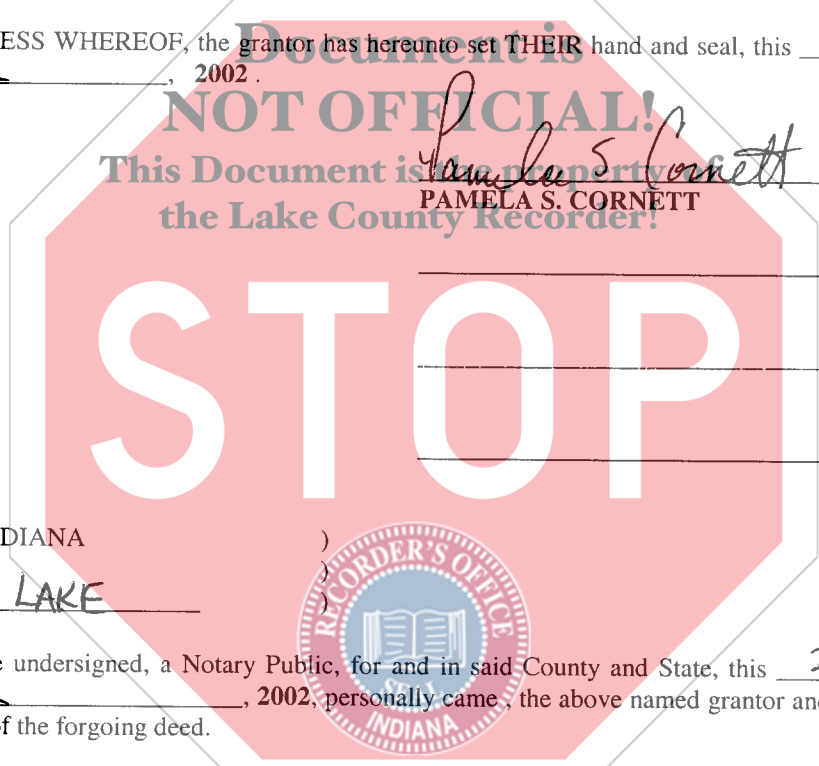 ESS WHEREOF, the grantor has hereunto set THEIR hand and seal, this
, 2002 .
Document is
NOT OFFICIAL!
This Document is the property of
the Lake County Recorder!
Pamela S. Cornett
PAMELA S. CORNETT
STOP
DIANA )
)
LAKE )
RECORDER'S OFFICE
SEAL
INDIANA
e undersigned, a Notary Public, for and in said County and State, this 2
, 2002, personally came , the above named grantor and
f the forgoing deed.